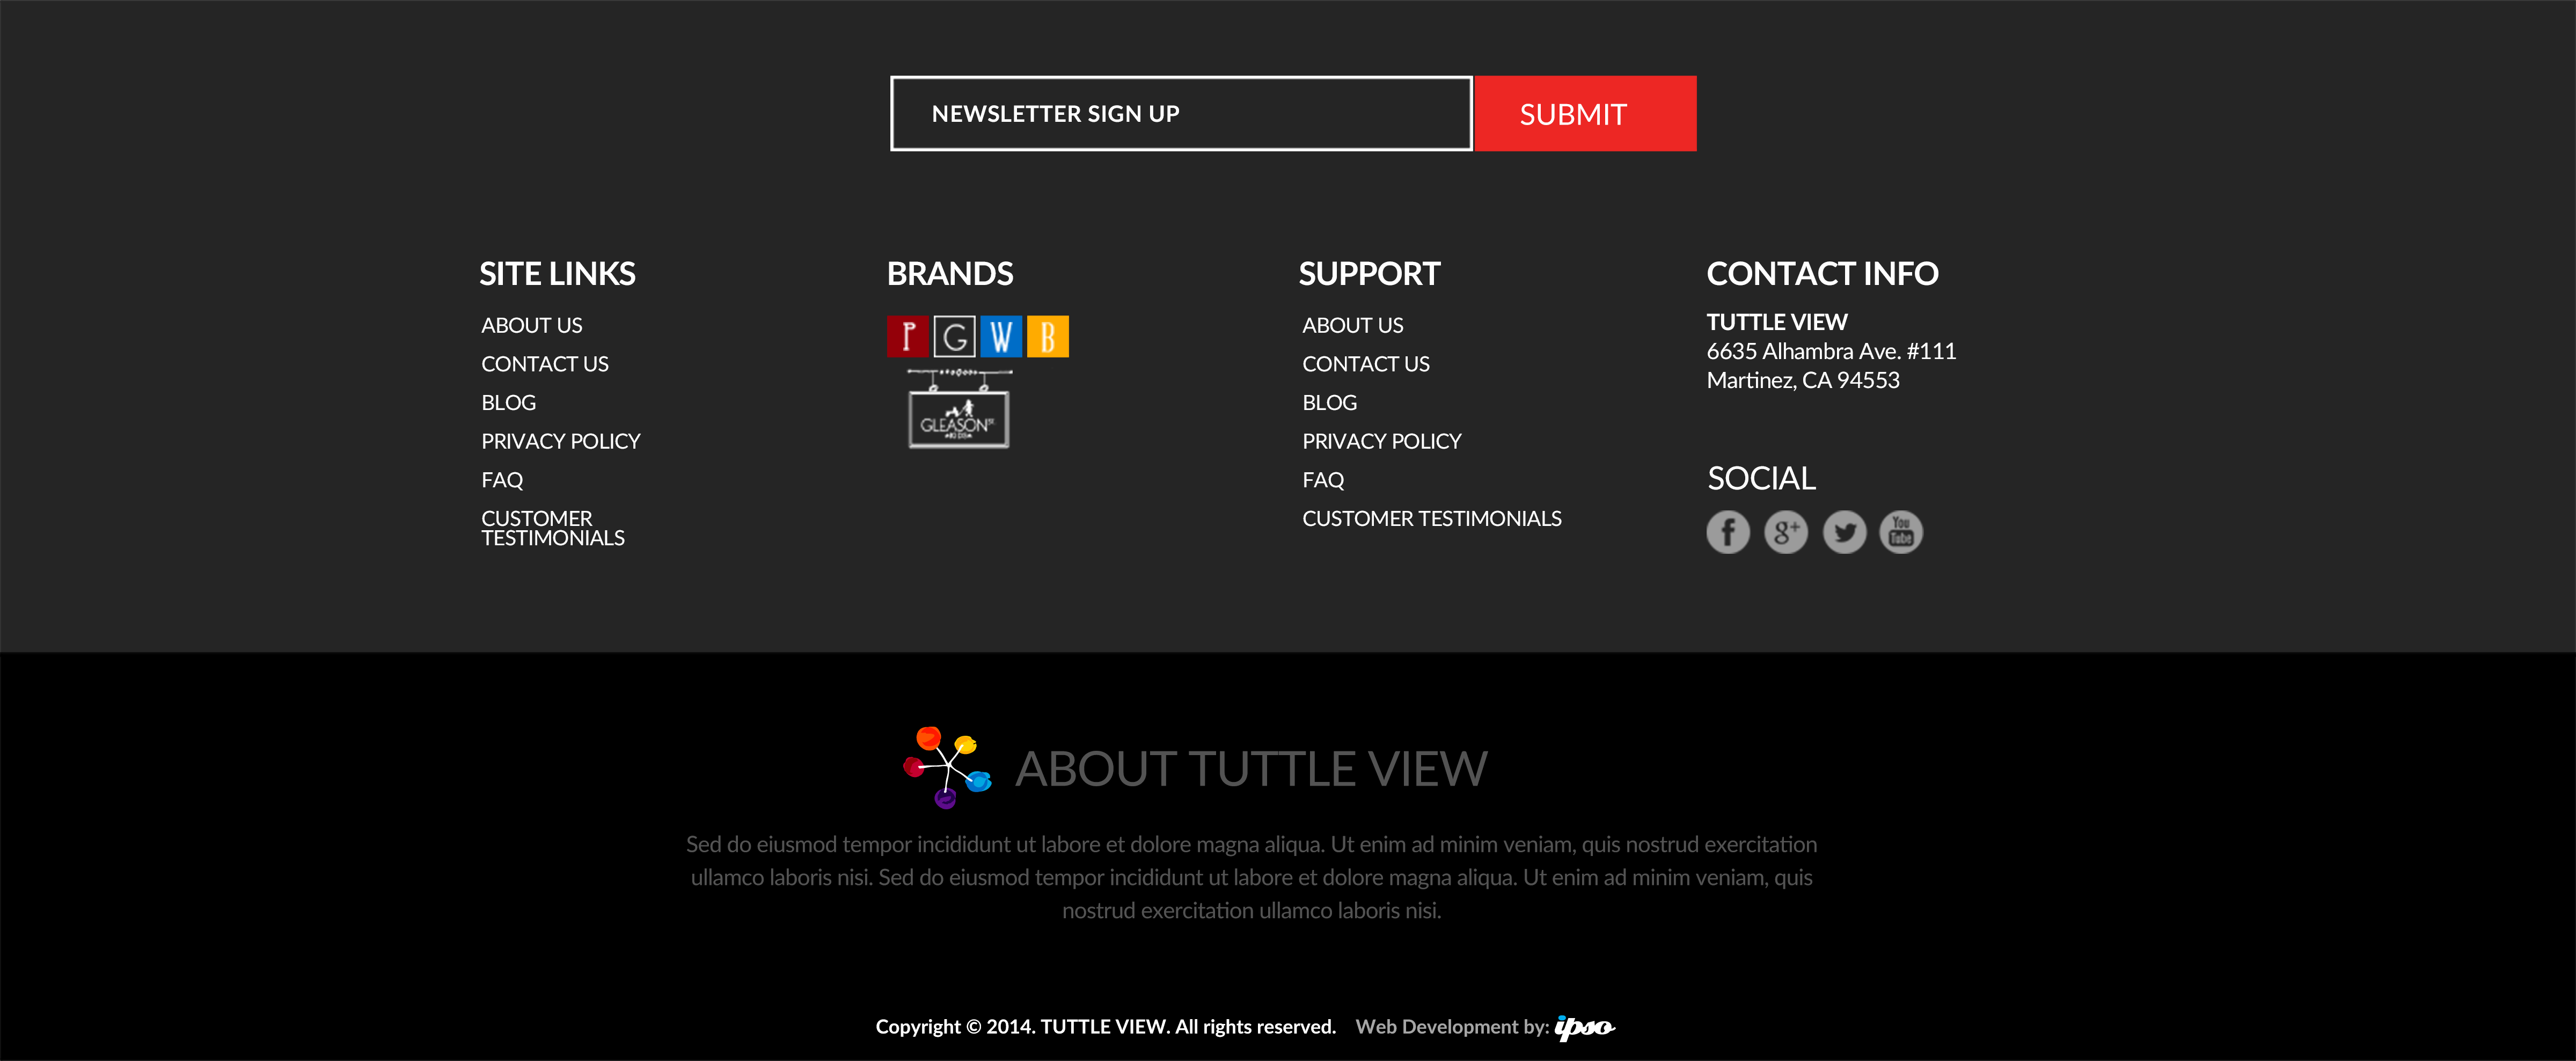 NEWSLETTER SIGN UP
SUBMIT
SITE LINKS
ABOUT US
CONTACT US
BLOG
PRIVACY POLICY
FAQ
CUSTOMER
TESTIMONIALS
BRANDS
P G W B
GLEASON ST.
KIDS
SUPPORT
ABOUT US
CONTACT US
BLOG
PRIVACY POLICY
FAQ
CUSTOMER TESTIMONIALS
CONTACT INFO
TUTTLE VIEW
6635 Alhambra Ave. #111
Martinez, CA 94553
SOCIAL
f g+ You Tube
ABOUT TUTTLE VIEW
Sed do eiusmod tempor incididunt ut labore et dolore magna aliqua. Ut enim ad minim veniam, quis nostrud exercitation
ullamco laboris nisi. Sed do eiusmod tempor incididunt ut labore et dolore magna aliqua. Ut enim ad minim veniam, quis
nostrud exercitation ullamco laboris nisi.
Copyright © 2014. TUTTLE VIEW. All rights reserved. Web Development by: ipso